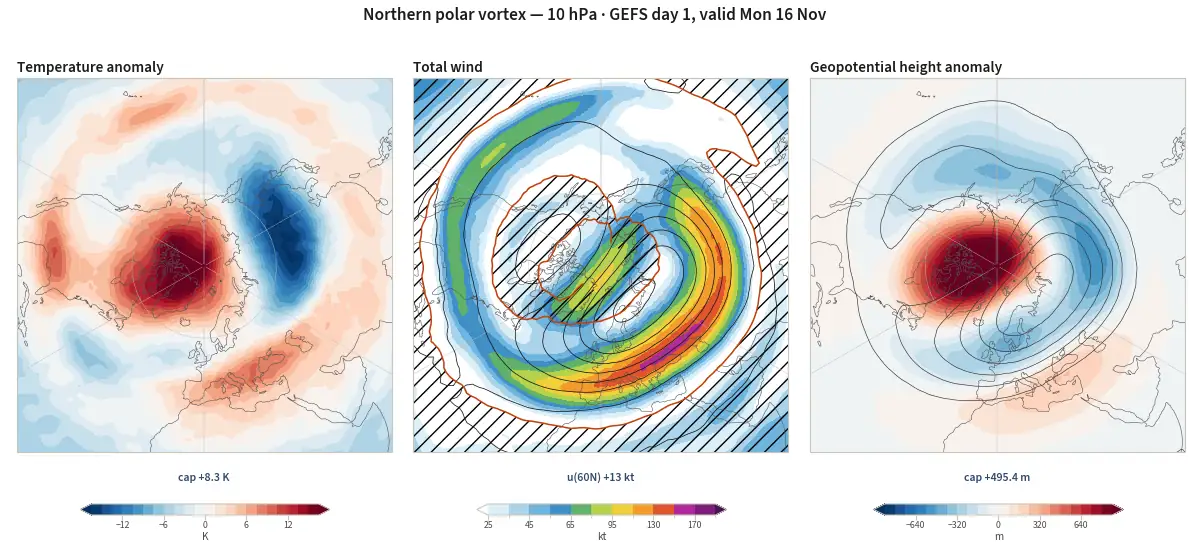 Northern polar vortex — 10 hPa · GEFS day 1, valid Mon 16 Nov
Temperature anomaly
Total wind
Geopotential height anomaly
cap +8.3 K
u(60N) +13 kt
cap +495.4 m
−12 −6 0 6 12
K
25 45 65 95 130 170
kt
−640 −320 0 320 640
m